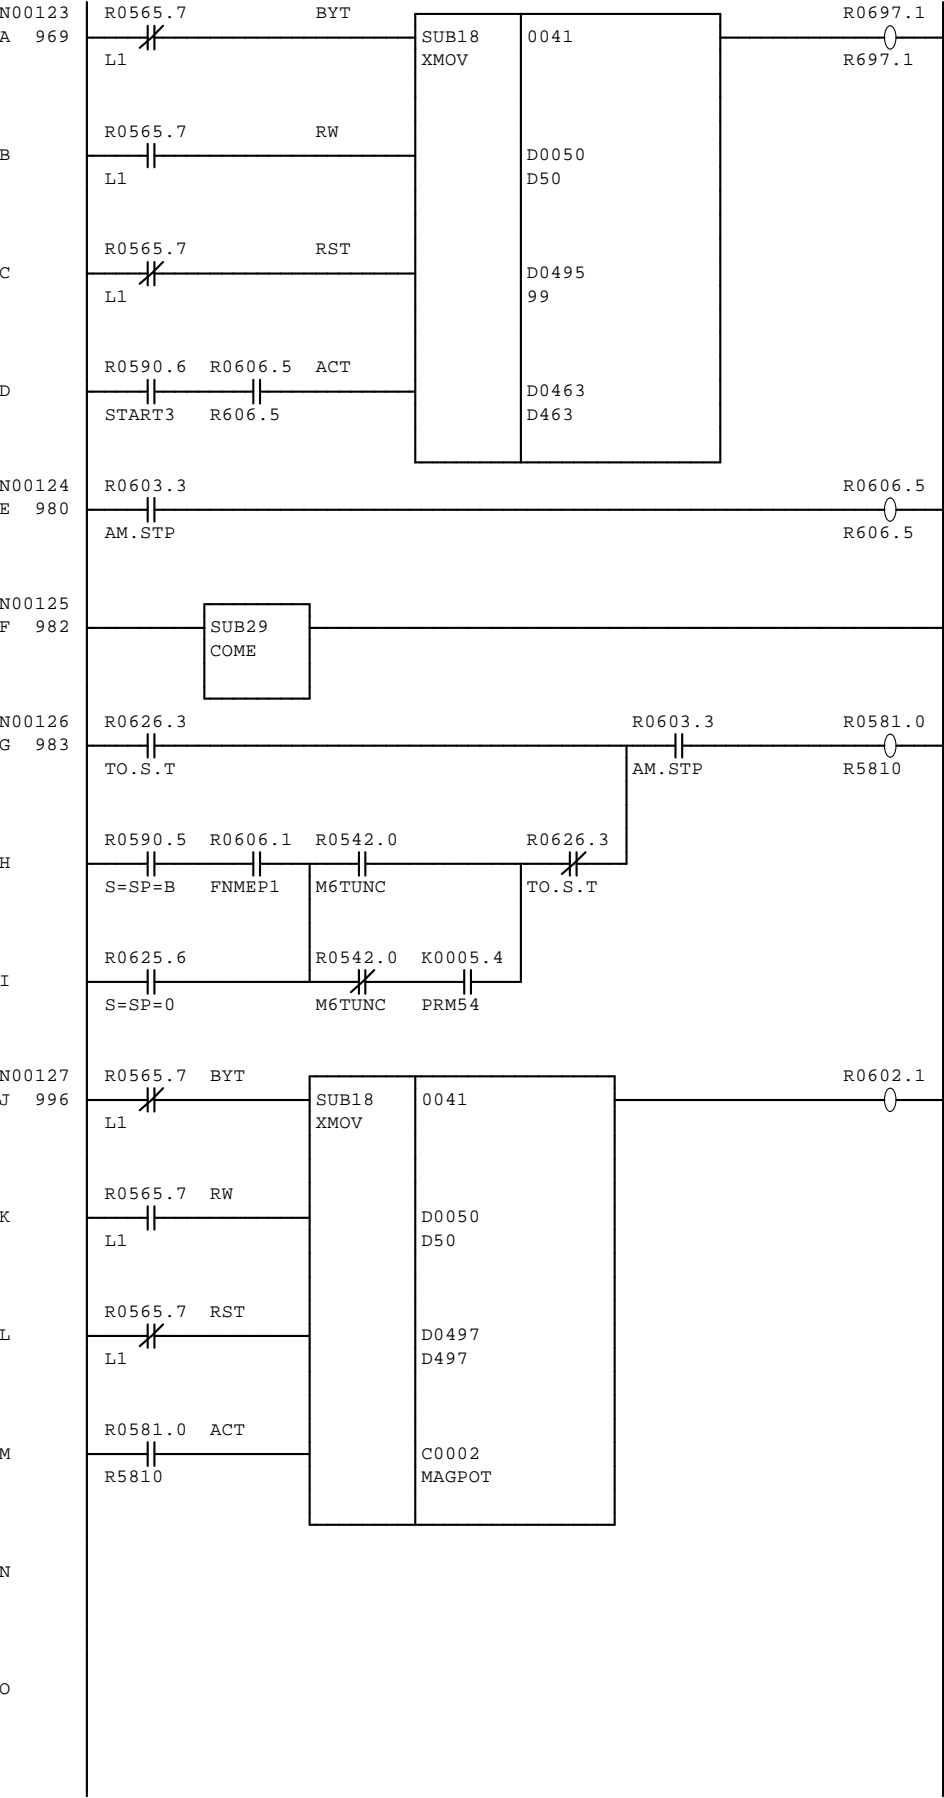 N00123 R0565.7 BYT R0697.1
A 969 SUB18 0041
L1 XMOV R697.1
R0565.7 RW
B D0050
L1 D50
R0565.7 RST
C D0495
L1 99
R0590.6 R0606.5 ACT
D D0463
START3 R606.5 D463
N00124 R0603.3 R0606.5
E 980
AM.STP R606.5
N00125
F 982 SUB29
COME
N00126 R0626.3 R0603.3 R0581.0
G 983
TO.S.T AM.STP R5810
R0590.5 R0606.1 R0542.0 R0626.3
H
S=SP=B FNMEP1 M6TUNC TO.S.T
R0625.6 R0542.0 K0005.4
I
S=SP=0 M6TUNC PRM54
N00127 R0565.7 BYT R0602.1
J 996 SUB18 0041
L1 XMOV
R0565.7 RW
K D0050
L1 D50
R0565.7 RST
L D0497
L1 D497
R0581.0 ACT
M C0002
R5810 MAGPOT
N
O